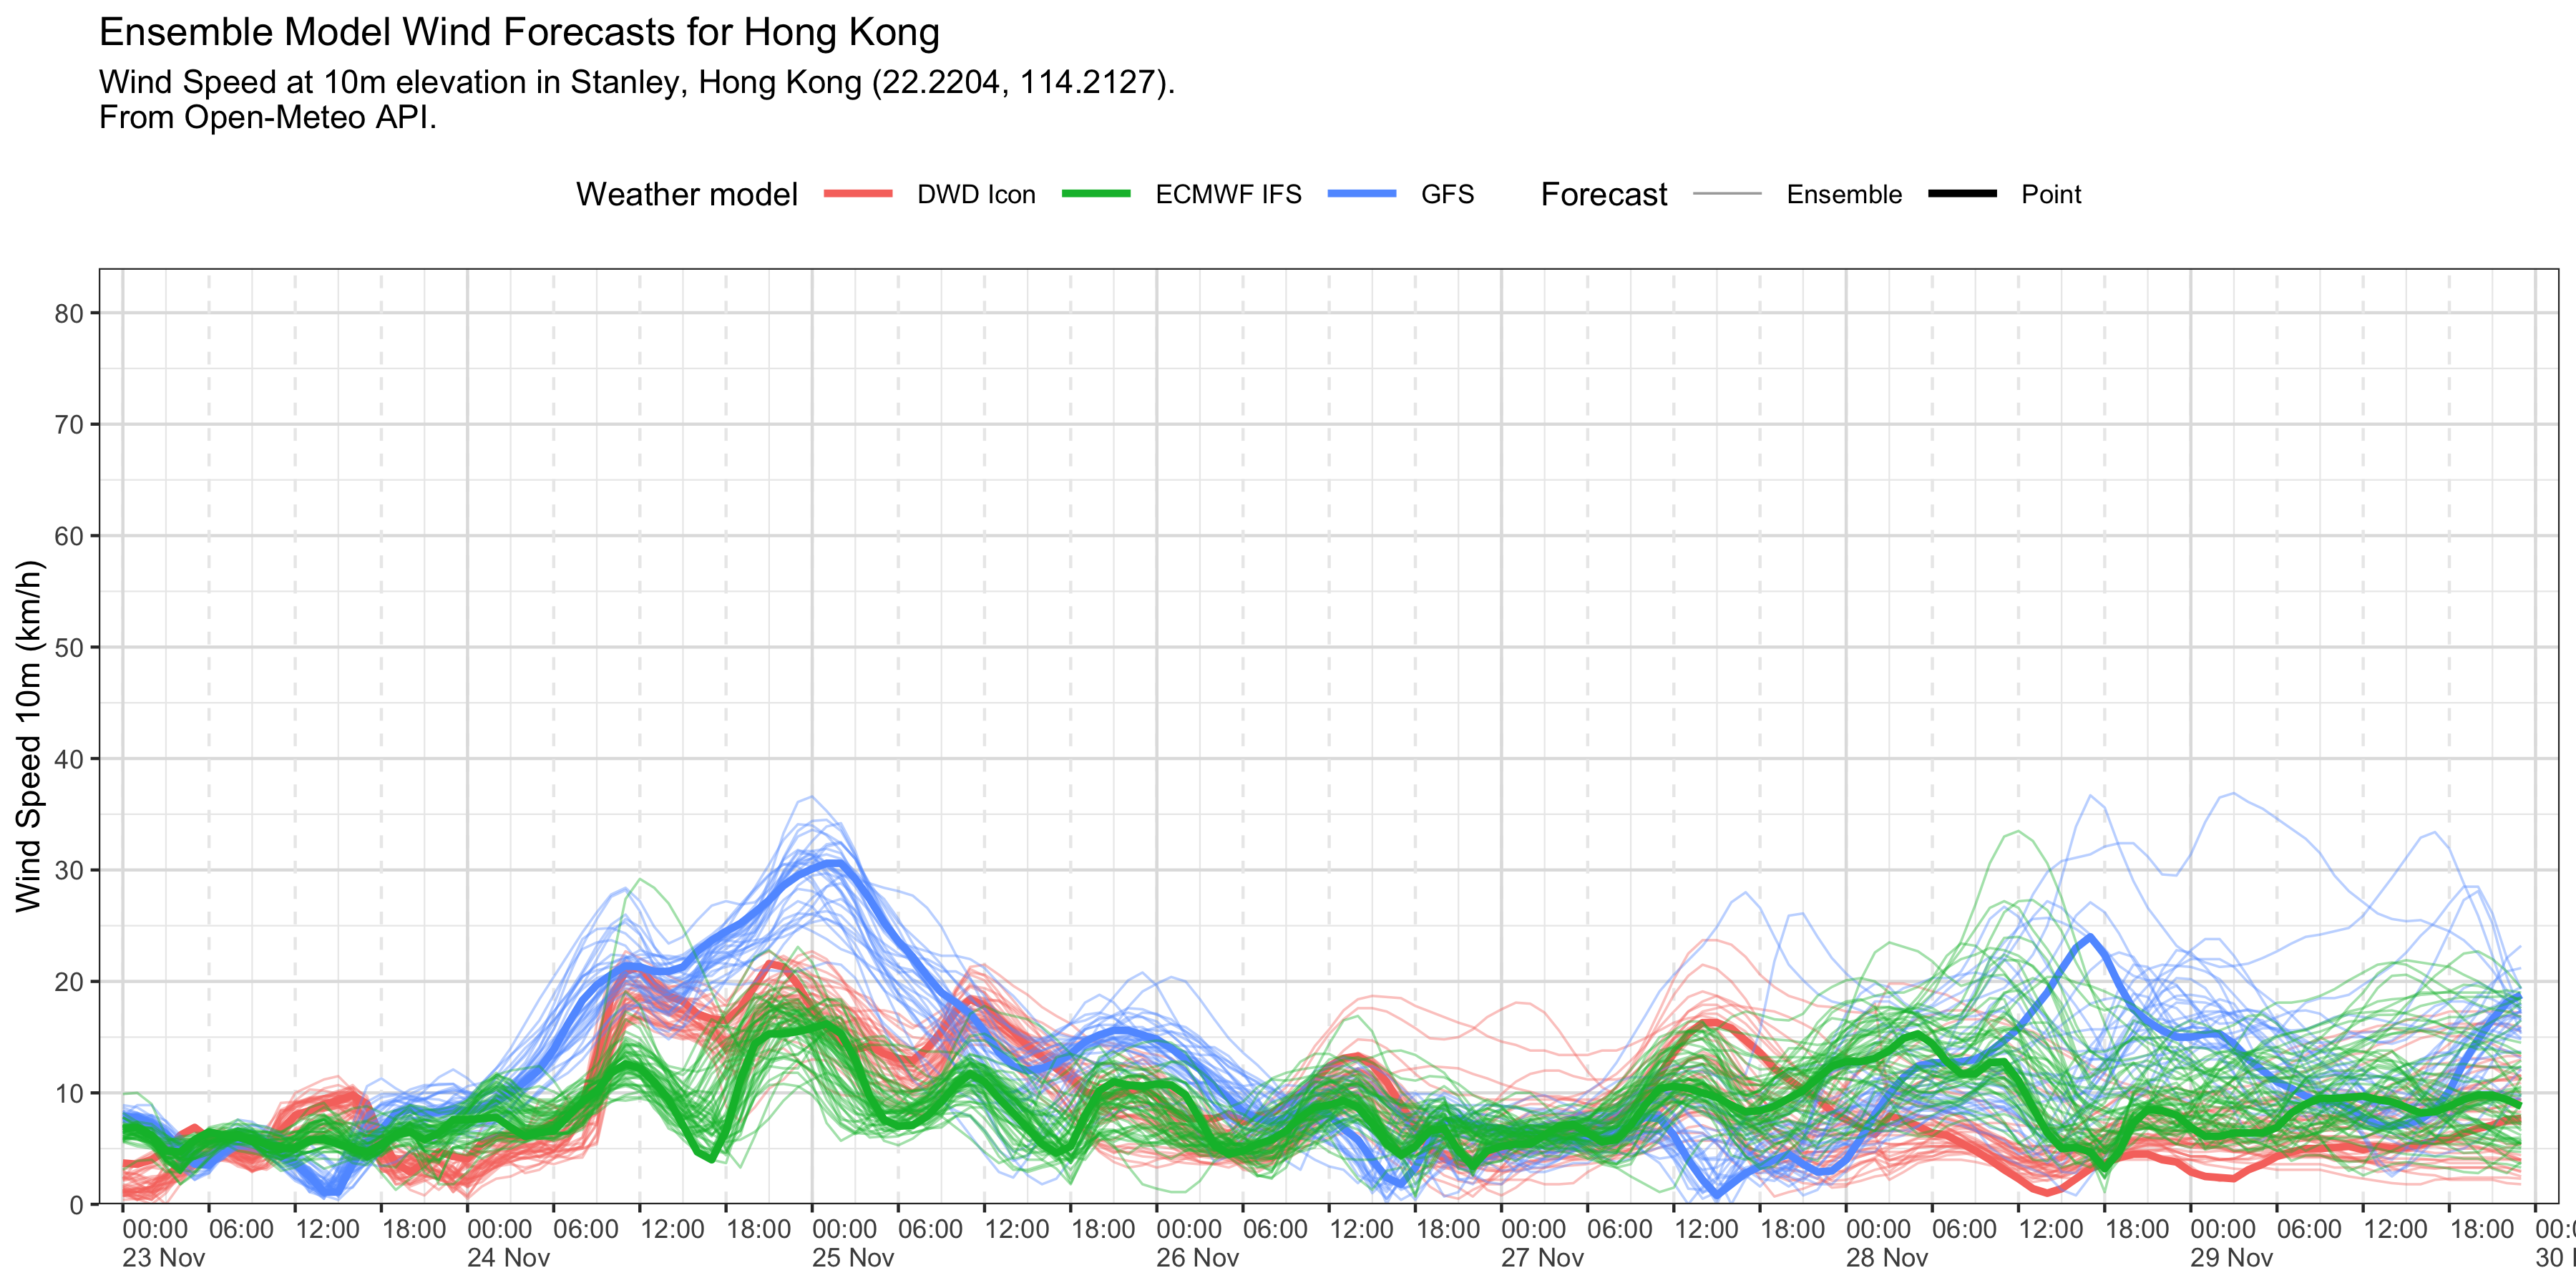 Ensemble Model Wind Forecasts for Hong Kong
Wind Speed at 10m elevation in Stanley, Hong Kong (22.2204, 114.2127).
From Open-Meteo API.
Weather model DWD Icon ECMWF IFS GFS Forecast Ensemble Point
Wind Speed 10m (km/h)
80
70
60
50
40
30
20
10
0
00:00 06:00 12:00 18:00 00:00 06:00 12:00 18:00 00:00 06:00 12:00 18:00 00:00 06:00 12:00 18:00 00:00 06:00 12:00 18:00 00:00 06:00 12:00 18:00 00:00 06:00 12:00 18:00 00:0
23 Nov 24 Nov 25 Nov 26 Nov 27 Nov 28 Nov 29 Nov 30